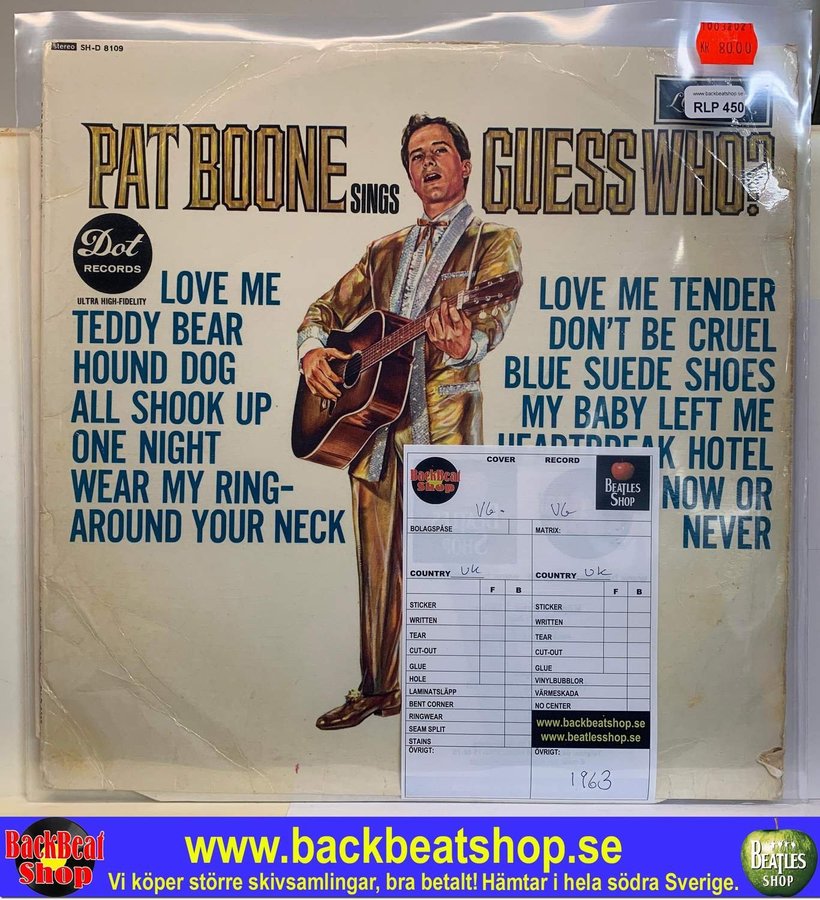 Stereo SH-D 8109
10032021
KR 80.00
www.backbeatshop.se
RLP 450
PAT BOONE SINGS GUESS WHO?
Dot
RECORDS
ULTRA HIGH-FIDELITY
LOVE ME
TEDDY BEAR
HOUND DOG
ALL SHOOK UP
ONE NIGHT
WEAR MY RING-
AROUND YOUR NECK
LOVE ME TENDER
DON'T BE CRUEL
BLUE SUEDE SHOES
MY BABY LEFT ME
HEARTBREAK HOTEL
NOW OR
NEVER
BackBeat
Shop
COVER RECORD
BEATLES
SHOP
VG- VG
BOLAGSPÅSE MATRIX:
COUNTRY UK COUNTRY UK
F B F B
STICKER STICKER
WRITTEN WRITTEN
TEAR TEAR
CUT-OUT CUT-OUT
GLUE GLUE
HOLE VINYLBUBBLOR
LAMINATSLÄPP VÄRMESKADA
BENT CORNER NO CENTER
RINGWEAR
SEAM SPLIT
STAINS
www.backbeatshop.se
www.beatlesshop.se
ÖVRIGT: ÖVRIGT:
1963
BackBeat
Shop
www.backbeatshop.se
Vi köper större skivsamlingar, bra betalt! Hämtar i hela södra Sverige.
BEATLES
SHOP